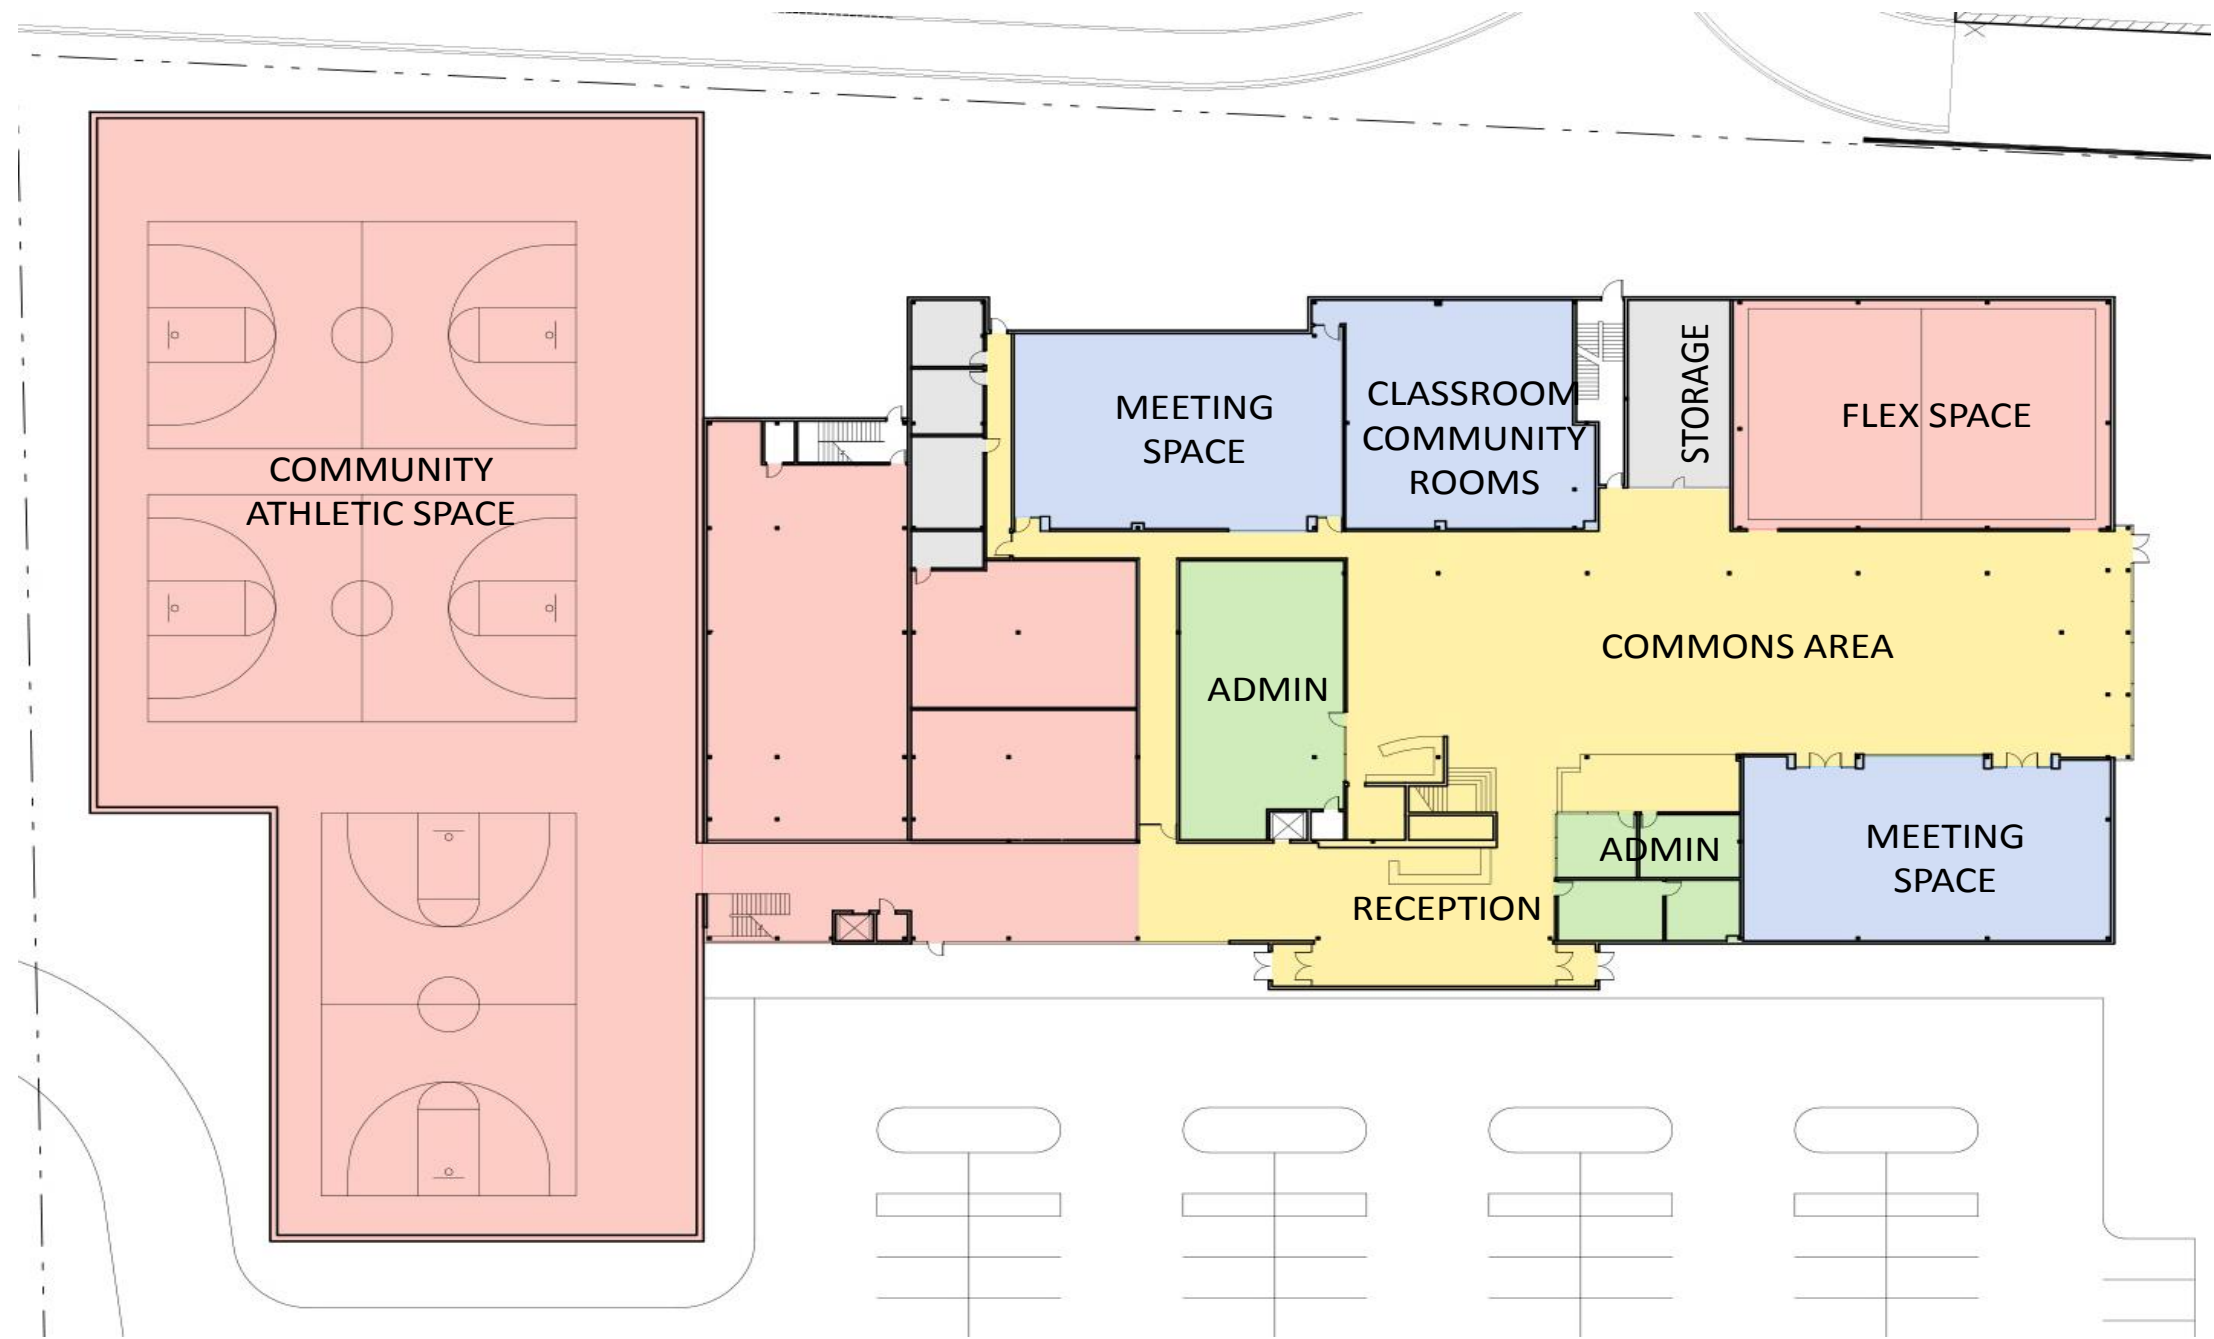 COMMUNITY
ATHLETIC SPACE
MEETING
SPACE
CLASSROOM
COMMUNITY
ROOMS
STORAGE
FLEX SPACE
COMMONS AREA
ADMIN
ADMIN
MEETING
SPACE
RECEPTION